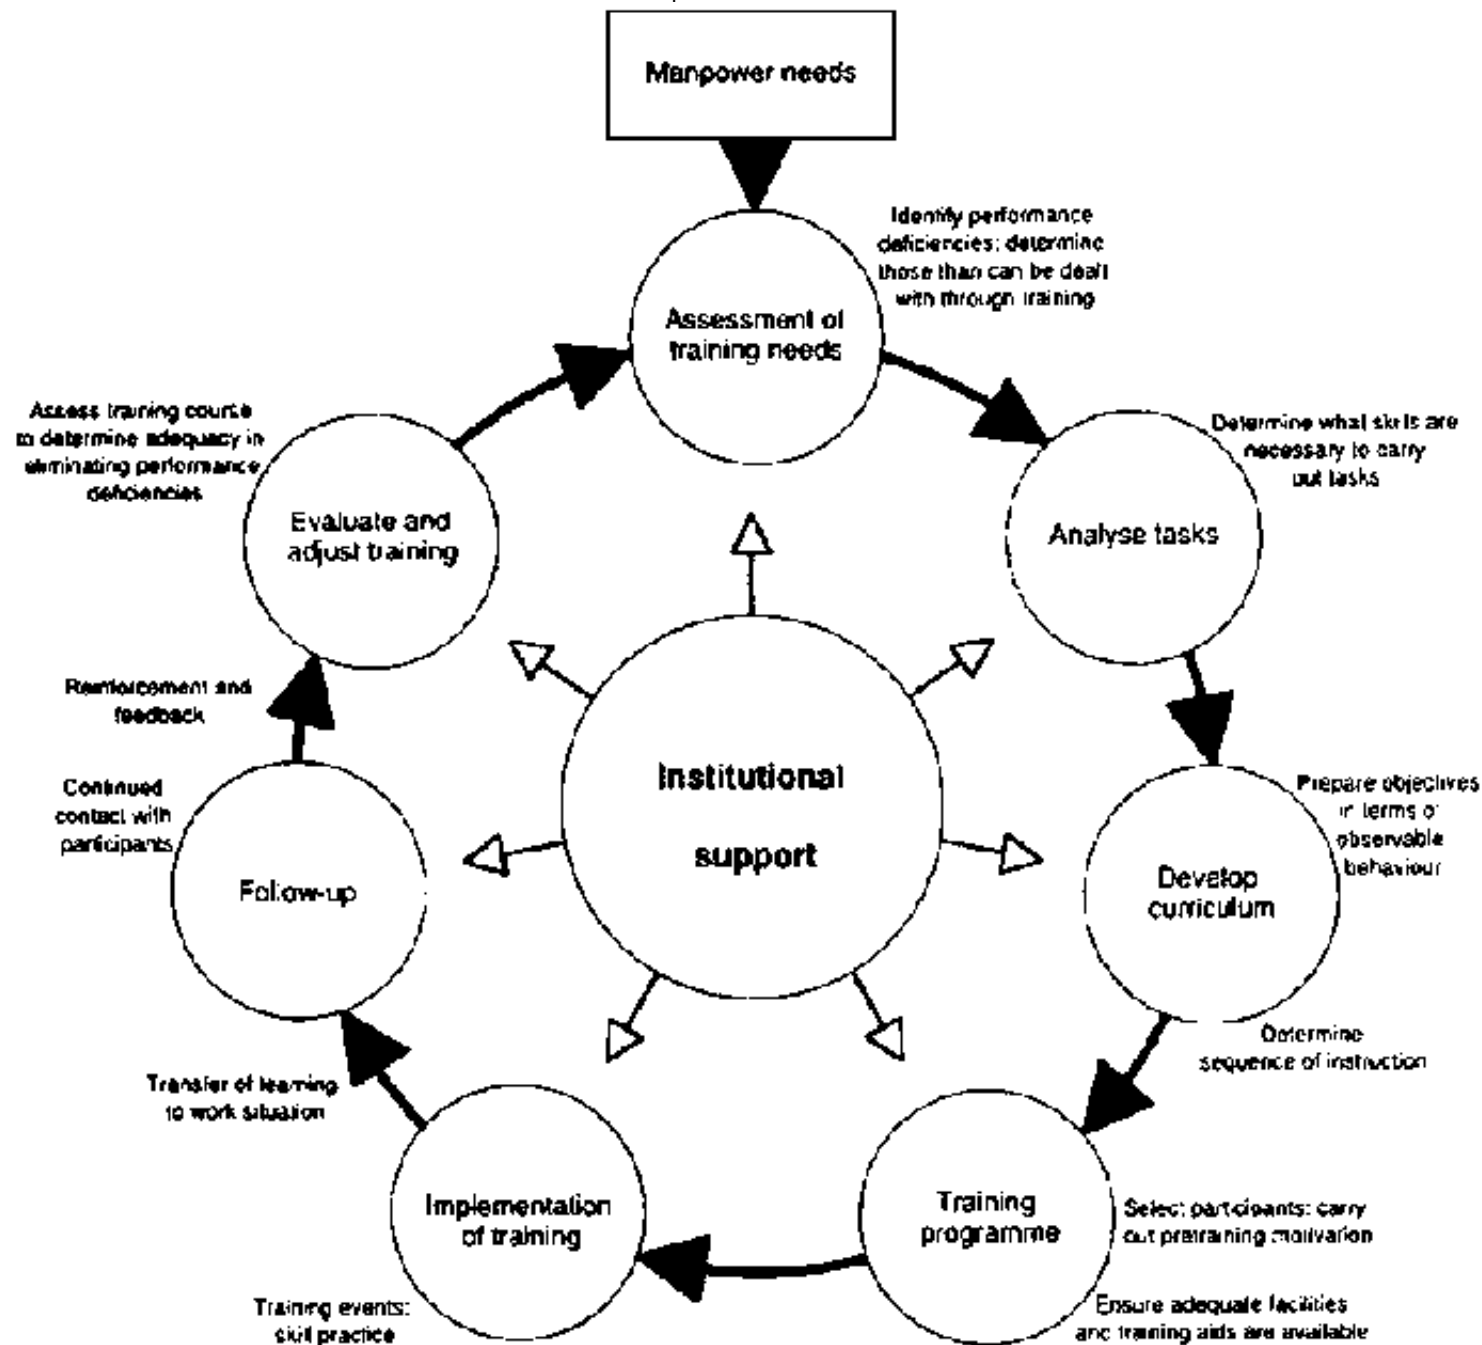 Manpower needs
Identify performance
deficiencies: determine
those than can be dealt
with through training
Assessment of
training needs
Determine what skills are
necessary to carry
out tasks
Analyse tasks
Assess training course
to determine adequacy in
eliminating performance
deficiencies
Evaluate and
adjust training
Reinforcement and
feedback
Institutional
support
Continued
contact with
participants
Follow-up
Prepare objectives
in terms of
observable
behaviour
Develop
curriculum
Determine
sequence of instruction
Transfer of learning
to work situation
Implementation
of training
Training
programme
Select participants: carry
out pretraining motivation
Training events:
skill practice
Ensure adequate facilities
and training aids are available